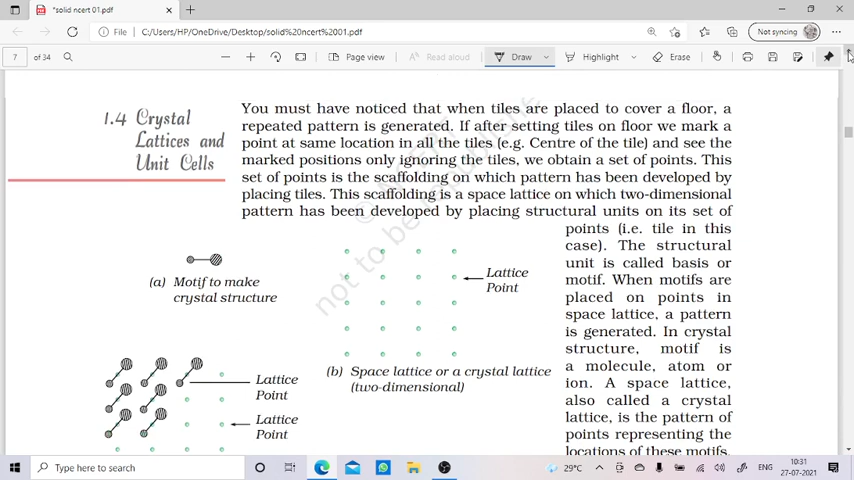 *solid ncert 01.pdf
File
C:/Users/HP/OneDrive/Desktop/solid%20ncert%2001.pdf
Not syncing
7 of 34
Page view
Read aloud
Draw
Highlight
Erase
1.4 Crystal
Lattices and
Unit Cells
You must have noticed that when tiles are placed to cover a floor, a
repeated pattern is generated. If after setting tiles on floor we mark a
point at same location in all the tiles (e.g. Centre of the tile) and see the
marked positions only ignoring the tiles, we obtain a set of points. This
set of points is the scaffolding on which pattern has been developed by
placing tiles. This scaffolding is a space lattice on which two-dimensional
pattern has been developed by placing structural units on its set of
points (i.e. tile in this
case). The structural
unit is called basis or
motif. When motifs are
placed on points in
space lattice, a pattern
is generated. In crystal
structure, motif is
a molecule, atom or
ion. A space lattice,
also called a crystal
lattice, is the pattern of
points representing the
locations of these motifs.
(a) Motif to make
crystal structure
Lattice
Point
(b) Space lattice or a crystal lattice
(two-dimensional)
Lattice
Point
Lattice
Point
not to be
Type here to search
29°C
ENG
10:31
27-07-2021